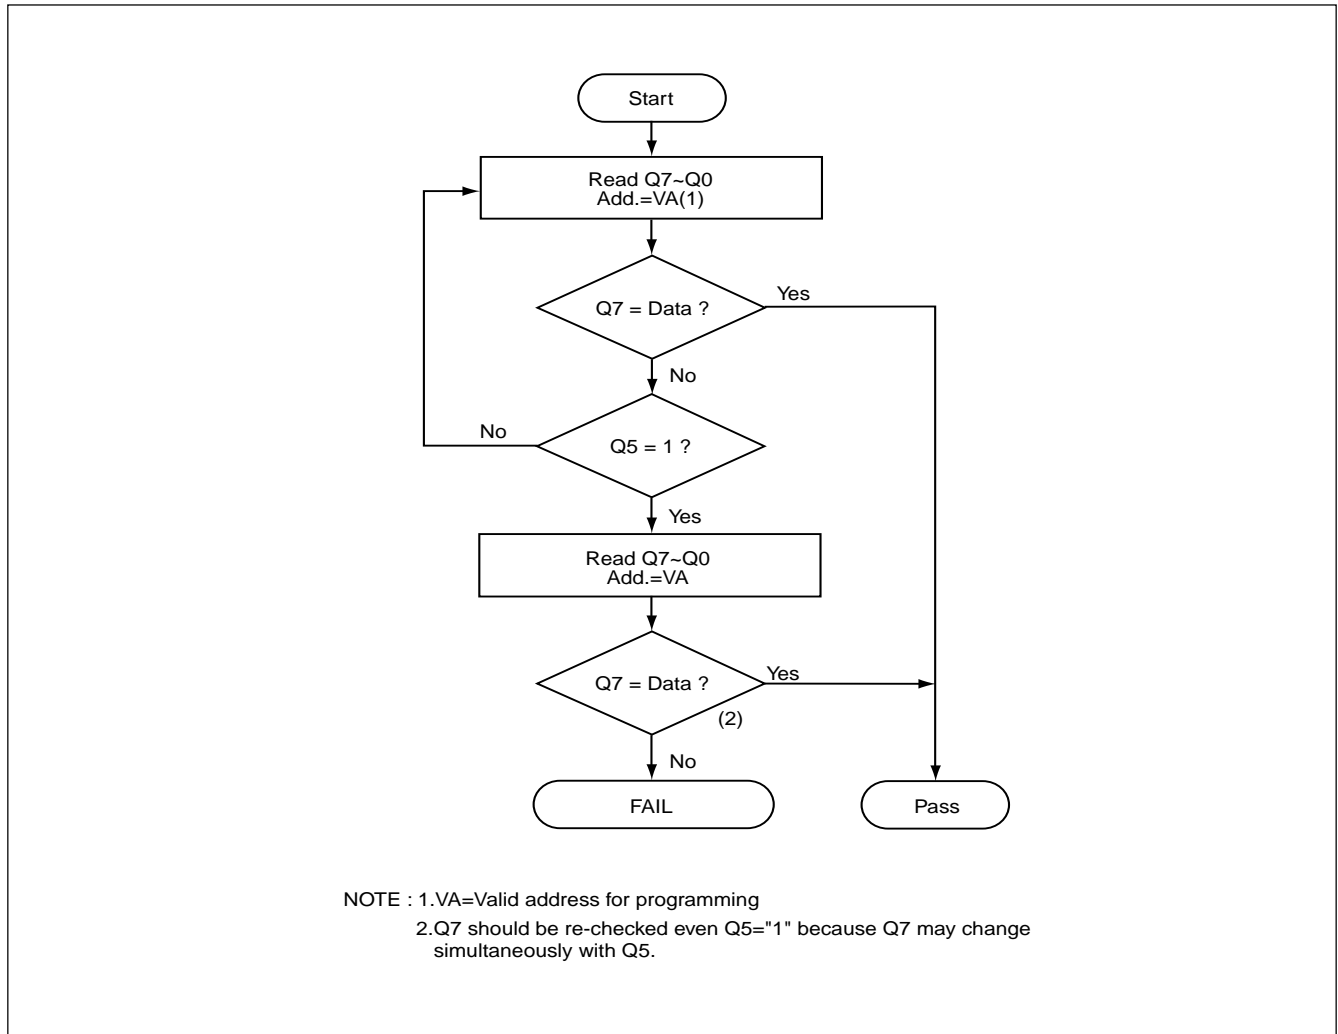 Start
Read Q7~Q0
Add.=VA(1)
Q7 = Data ?
Yes
No
No
Q5 = 1 ?
Yes
Read Q7~Q0
Add.=VA
Q7 = Data ?
Yes
(2)
No
FAIL
Pass
NOTE : 1.VA=Valid address for programming
2.Q7 should be re-checked even Q5="1" because Q7 may change
simultaneously with Q5.